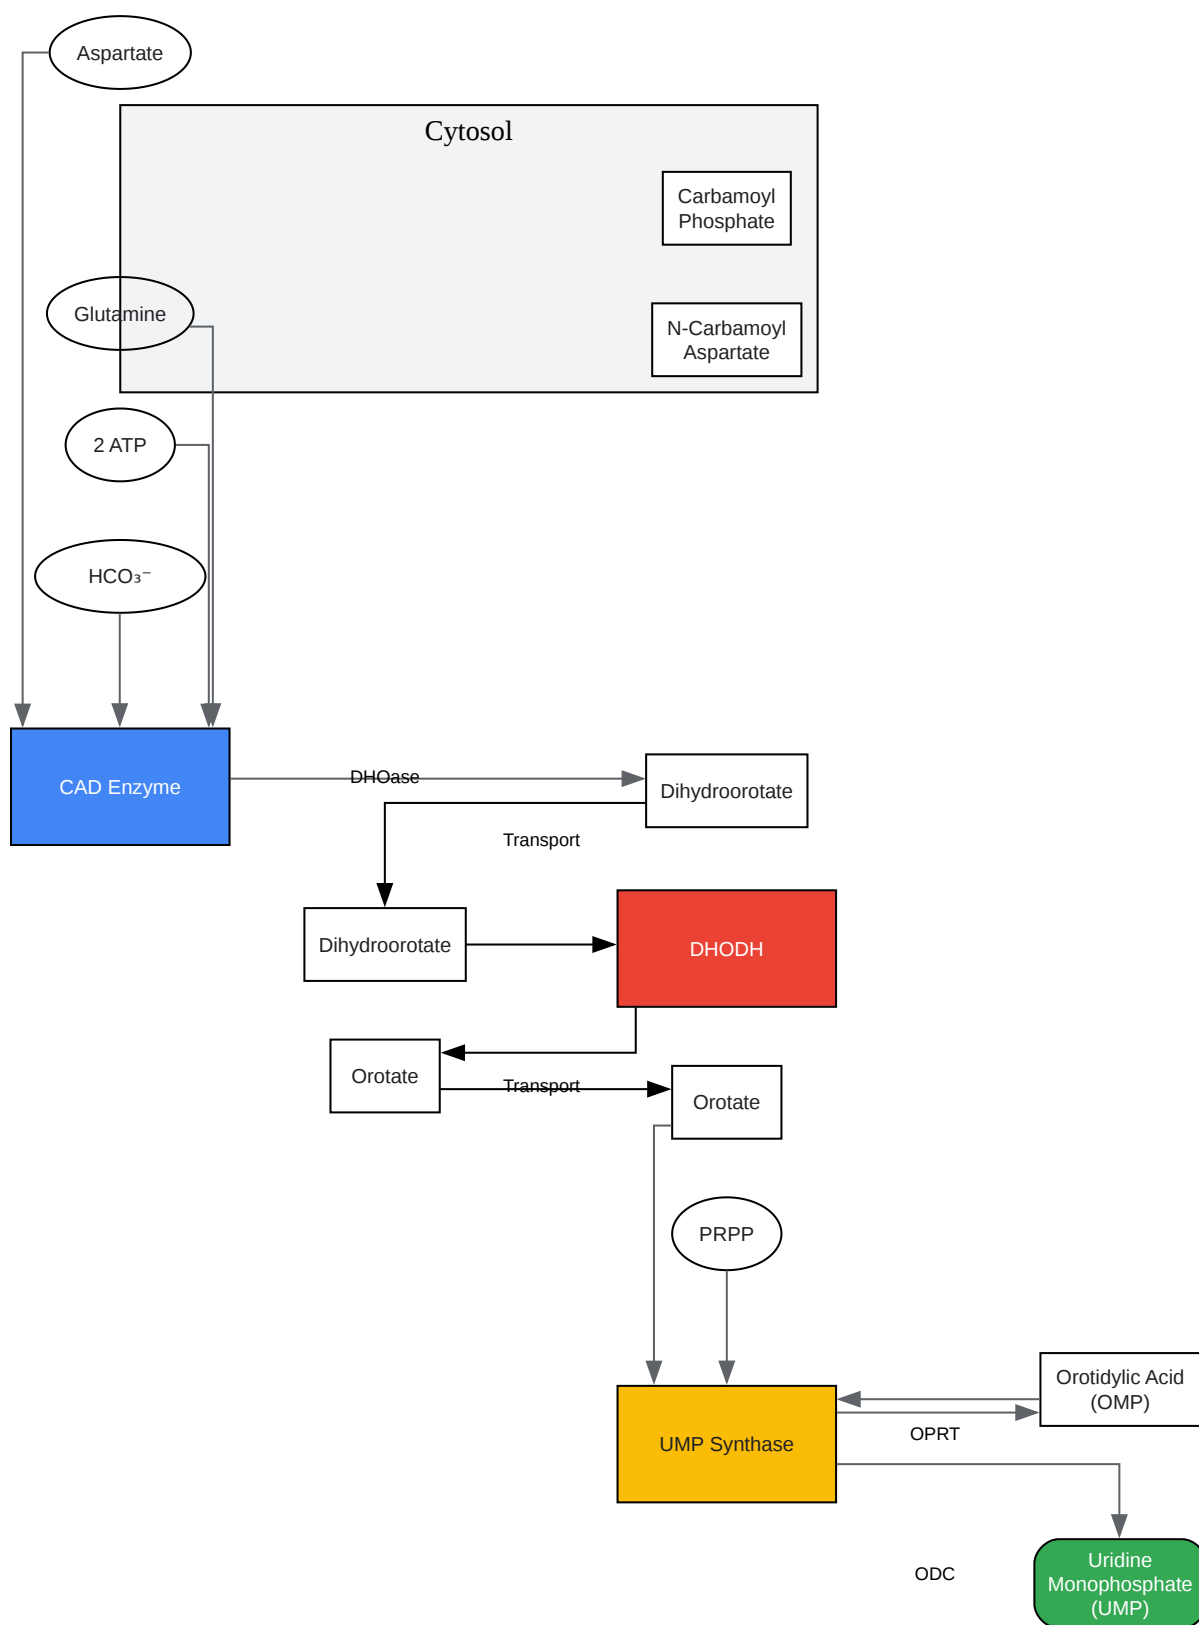 Aspartate
Cytosol
Carbamoyl
Phosphate
Glutamine
N-Carbamoyl
Aspartate
2 ATP
HCO₃⁻
CAD Enzyme
DHOase
Dihydroorotate
Transport
Dihydroorotate
DHODH
Orotate
Transport
Orotate
PRPP
Orotidylic Acid
(OMP)
OPRT
UMP Synthase
ODC
Uridine
Monophosphate
(UMP)